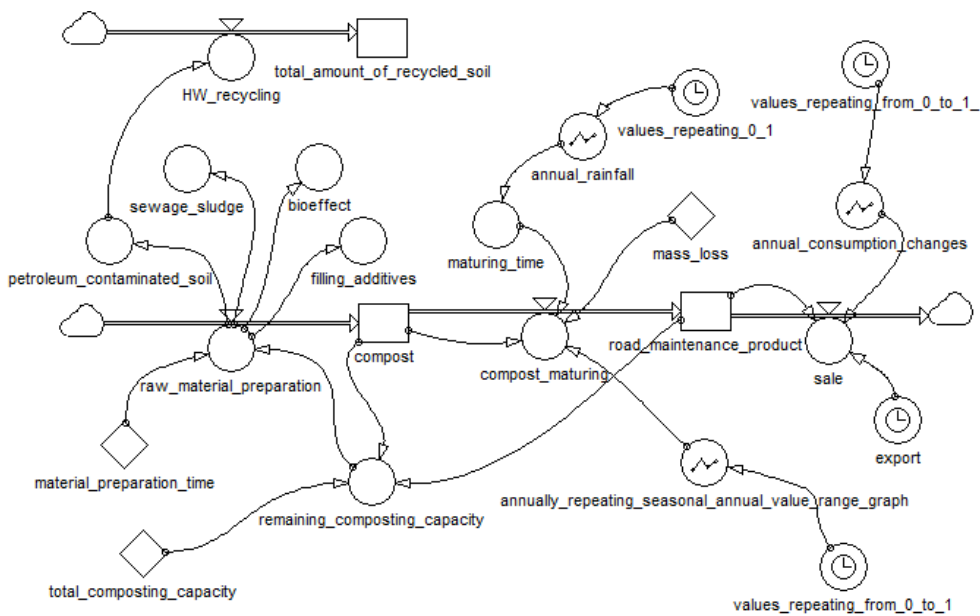 total_amount_of_recycled_soil
HW_recycling
values_repeating_0_1
values_repeating_from_0_to_1_
annual_rainfall
sewage_sludge
bioeffect
maturing_time
mass_loss
annual_consumption_changes
petroleum_contaminated_soil
filling_additives
compost
road_maintenance_product
raw_material_preparation
compost_maturing
sale
material_preparation_time
export
remaining_composting_capacity
annually_repeating_seasonal_annual_value_range_graph
total_composting_capacity
values_repeating_from_0_to_1